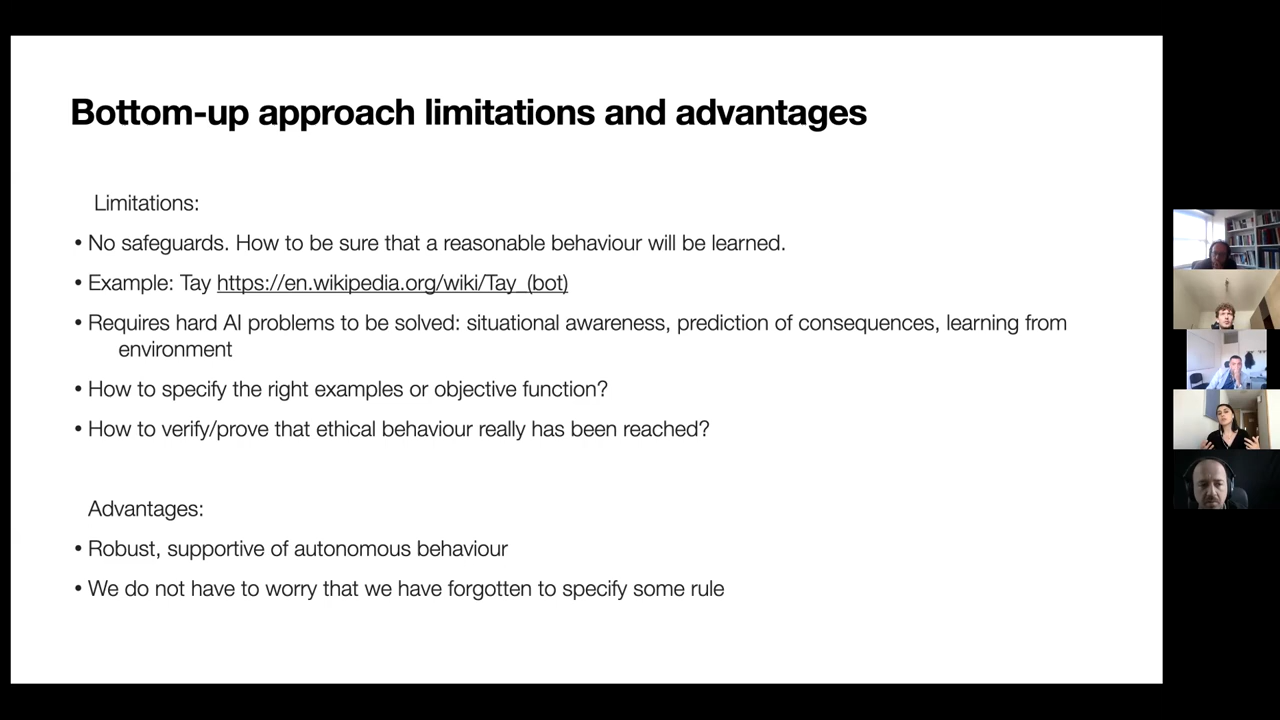 Bottom-up approach limitations and advantages
Limitations:
• No safeguards. How to be sure that a reasonable behaviour will be learned.
• Example: Tay https://en.wikipedia.org/wiki/Tay_(bot)
• Requires hard AI problems to be solved: situational awareness, prediction of consequences, learning from
environment
• How to specify the right examples or objective function?
• How to verify/prove that ethical behaviour really has been reached?
Advantages:
• Robust, supportive of autonomous behaviour
• We do not have to worry that we have forgotten to specify some rule